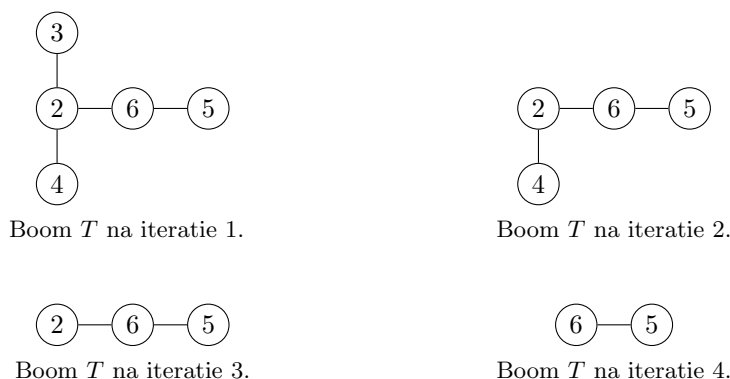 3
2 6 5
2 6 5
4
4
Boom T na iteratie 1.
Boom T na iteratie 2.
2 6 5
6 5
Boom T na iteratie 3.
Boom T na iteratie 4.